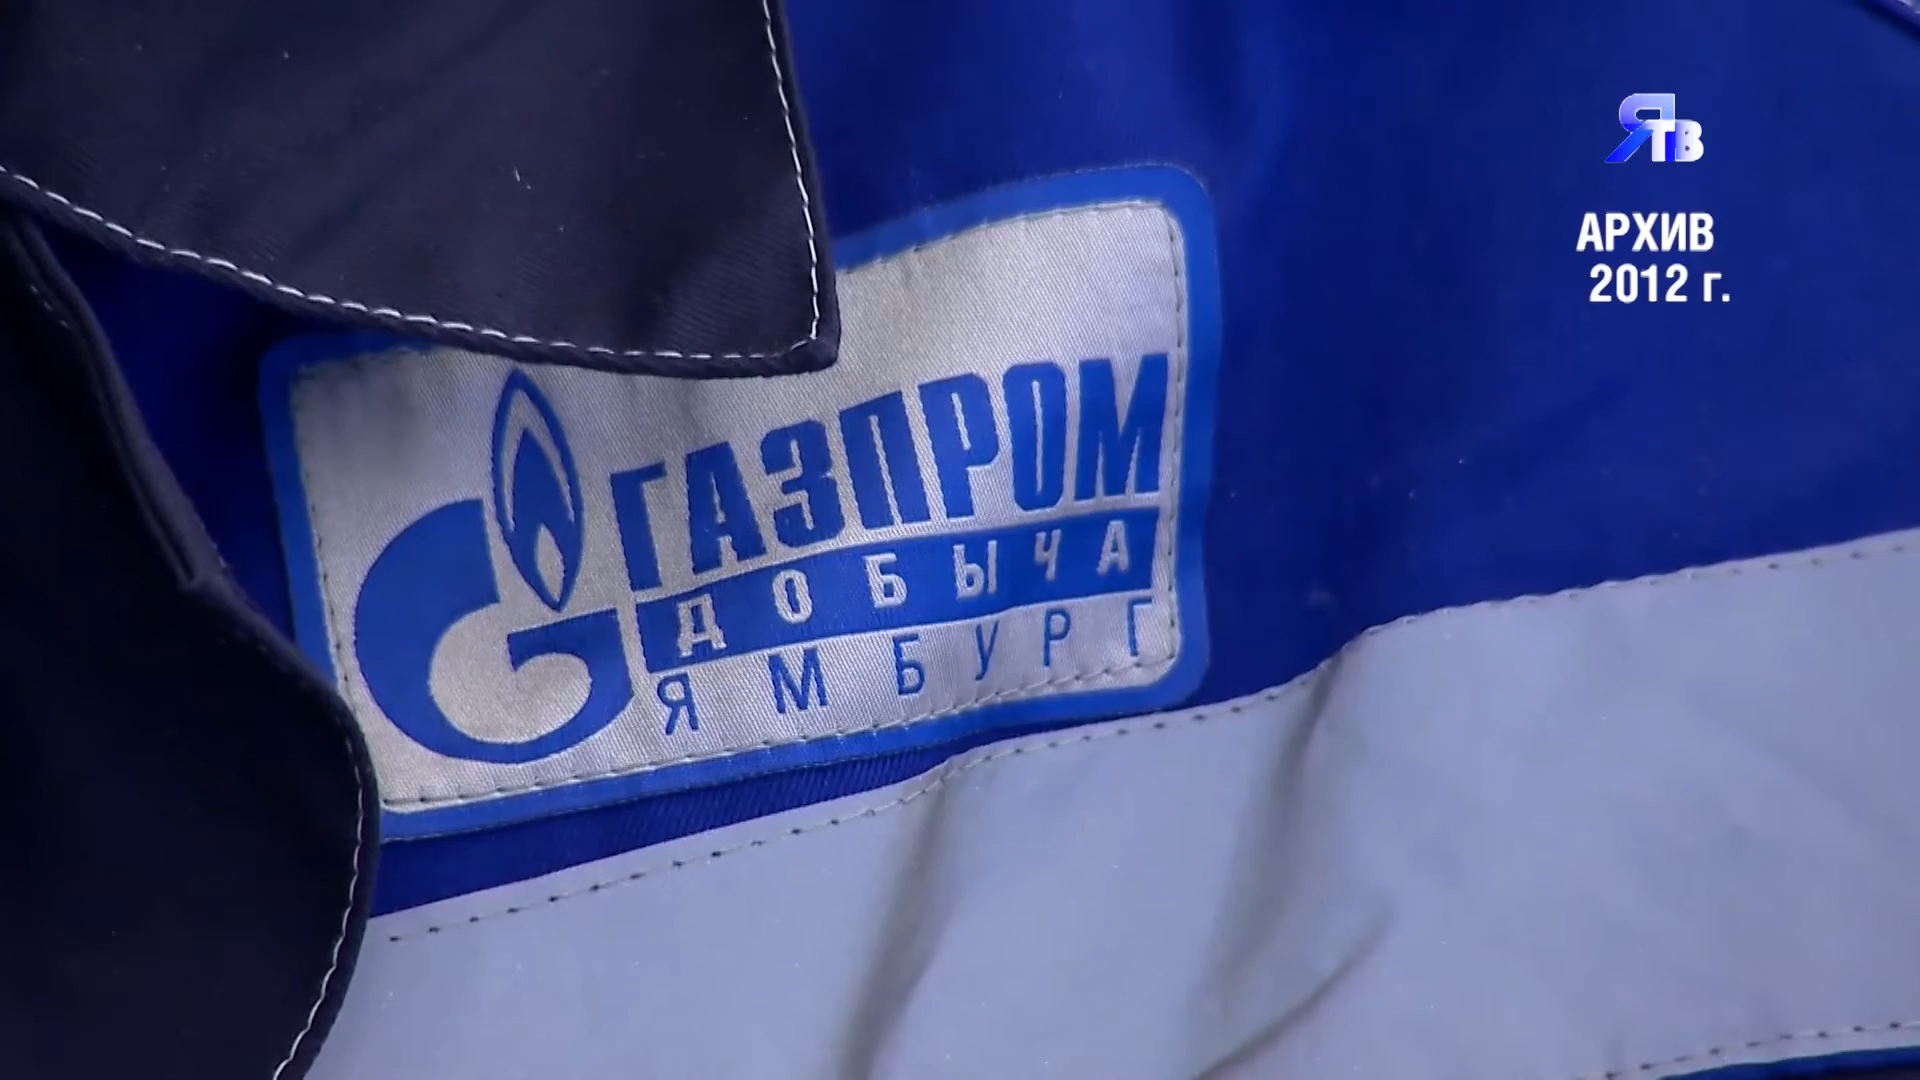 ЯТВ
АРХИВ
2012 г.
ГАЗПРОМ
ДОБЫЧА
ЯМБУРГ